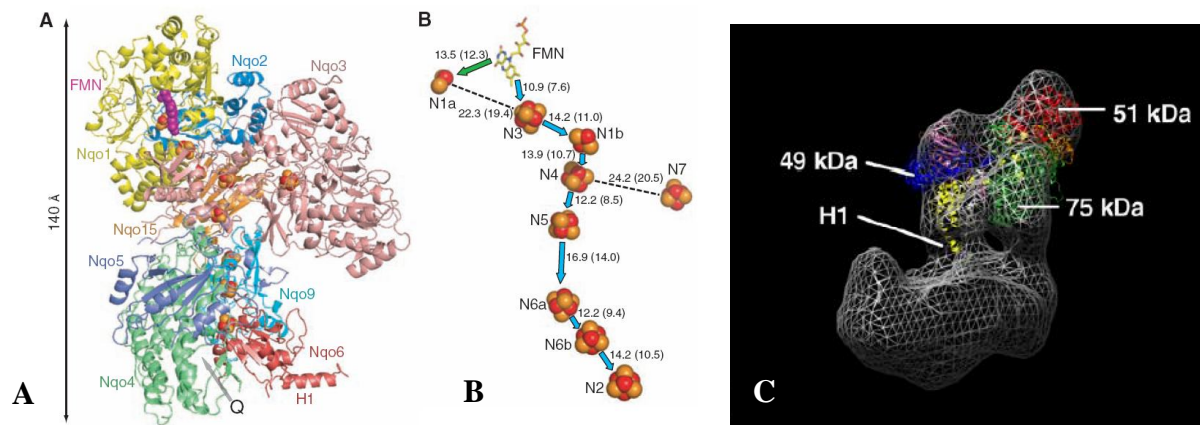 A
140 Å
FMN
Nqo2
Nqo3
Nqo1
Nqo15
Nqo5
Nqo9
Nqo4
Nqo6
H1
Q
A
B
FMN
13.5 (12.3)
10.9 (7.6)
N1a
22.3 (19.4)
N3
14.2 (11.0)
N1b
13.9 (10.7)
N4
24.2 (20.5)
N7
12.2 (8.5)
N5
16.9 (14.0)
N6a
12.2 (9.4)
N6b
14.2 (10.5)
N2
B
51 kDa
49 kDa
75 kDa
H1
C